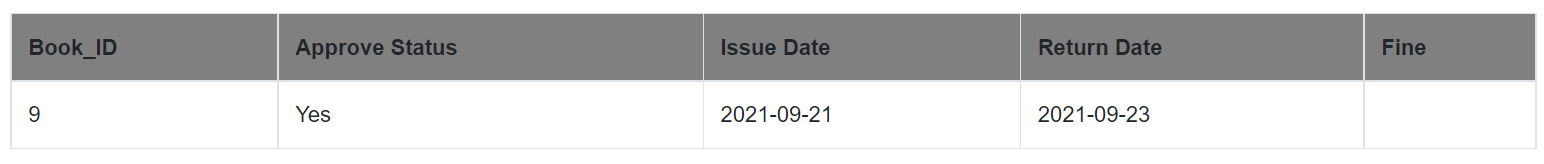 Book_ID Approve Status Issue Date Return Date Fine
9 Yes 2021-09-21 2021-09-23